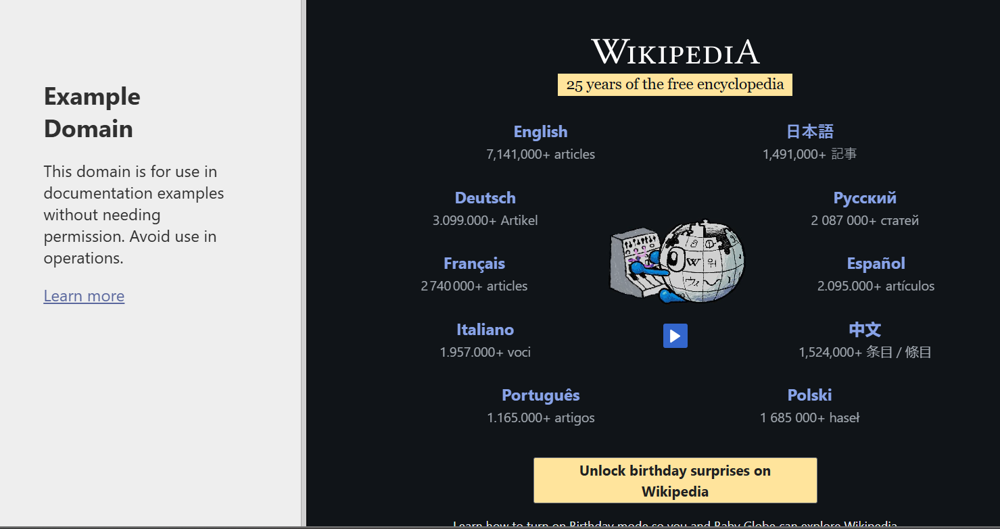 Example
Domain
This domain is for use in
documentation examples
without needing
permission. Avoid use in
operations.
Learn more
WIKIPEDIA
25 years of the free encyclopedia
English
7,141,000+ articles
日本語
1,491,000+ 記事
Deutsch
3.099.000+ Artikel
Русский
2 087 000+ статей
Français
2 740 000+ articles
Español
2.095.000+ artículos
Italiano
1.957.000+ voci
中文
1,524,000+ 条目 / 條目
Português
1.165.000+ artigos
Polski
1 685 000+ haseł
Unlock birthday surprises on
Wikipedia
Learn how to turn on Birthday mode so you and Baby Globe can explore Wikipedia